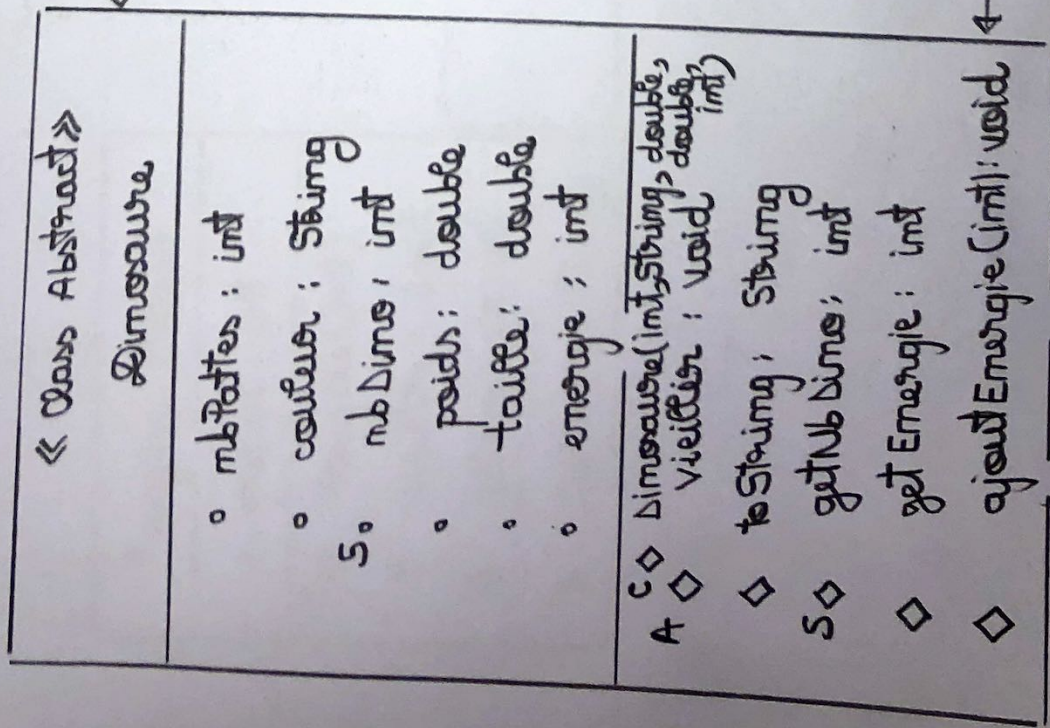 « Class Abstract »
Dinosaure
nbPattes : int
couleur : String
S nbDino : int
poids : double
taille : double
energie : int
C Dinosaure(int, String, double, double, int)
A vieillir : void
toString : String
S getNbDino : int
getEnergie : int
ajoutEnergie(int) : void